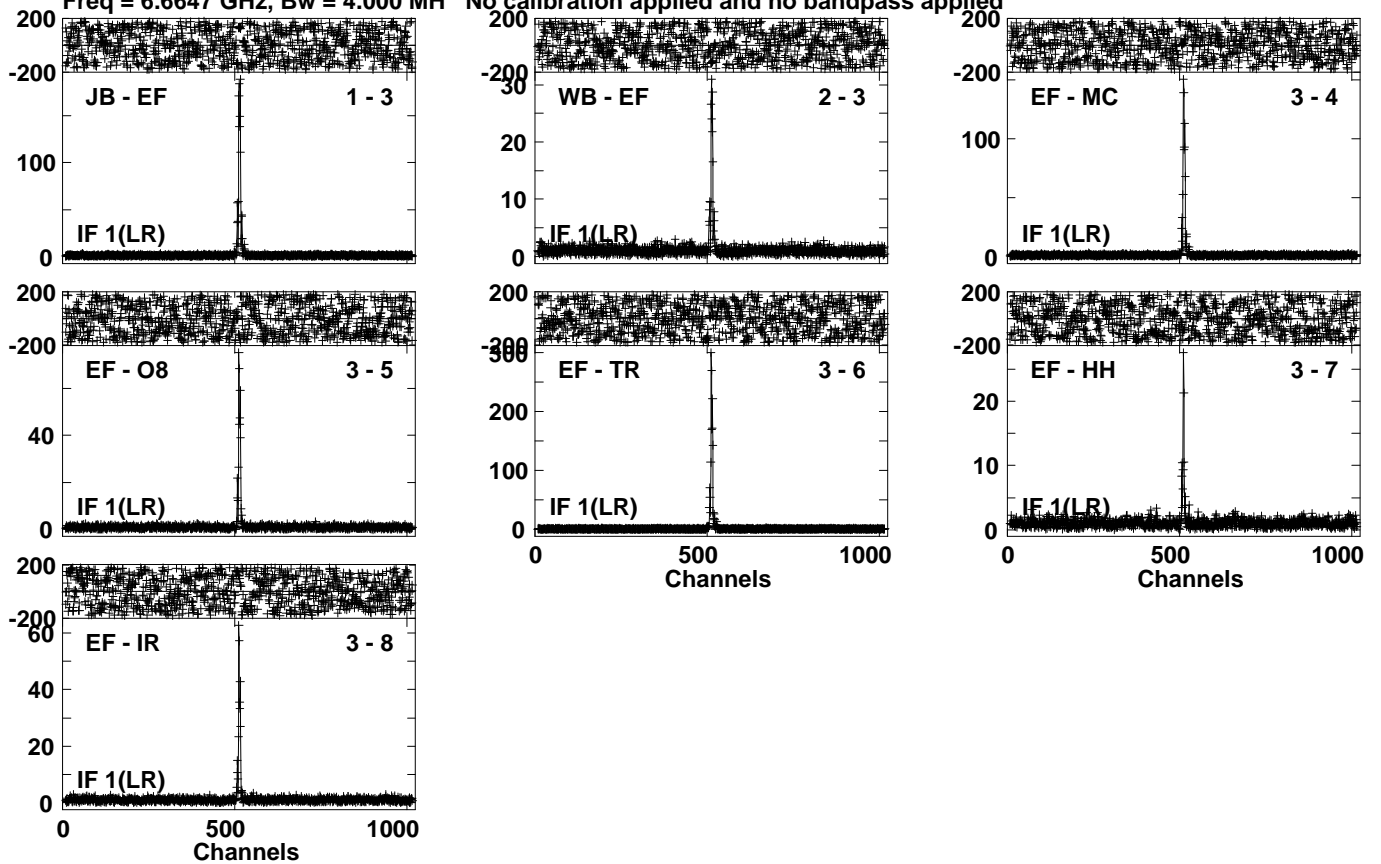 Freq = 6.6647 GHz, Bw = 4.000 MH No calibration applied and no bandpass applied
200
-200
JB - EF 1 - 3
100
IF 1(LR)
0
200
-200
30
WB - EF 2 - 3
20
10
IF 1(LR)
0
200
-200
EF - MC 3 - 4
100
IF 1(LR)
0
200
-200
EF - O8 3 - 5
40
IF 1(LR)
0
200
-200
300
EF - TR 3 - 6
200
100
IF 1(LR)
0
0 500 1000
Channels
200
-200
EF - HH 3 - 7
20
10
IF 1(LR)
0
0 500 1000
Channels
200
-200
60
EF - IR 3 - 8
40
20
IF 1(LR)
0
0 500 1000
Channels